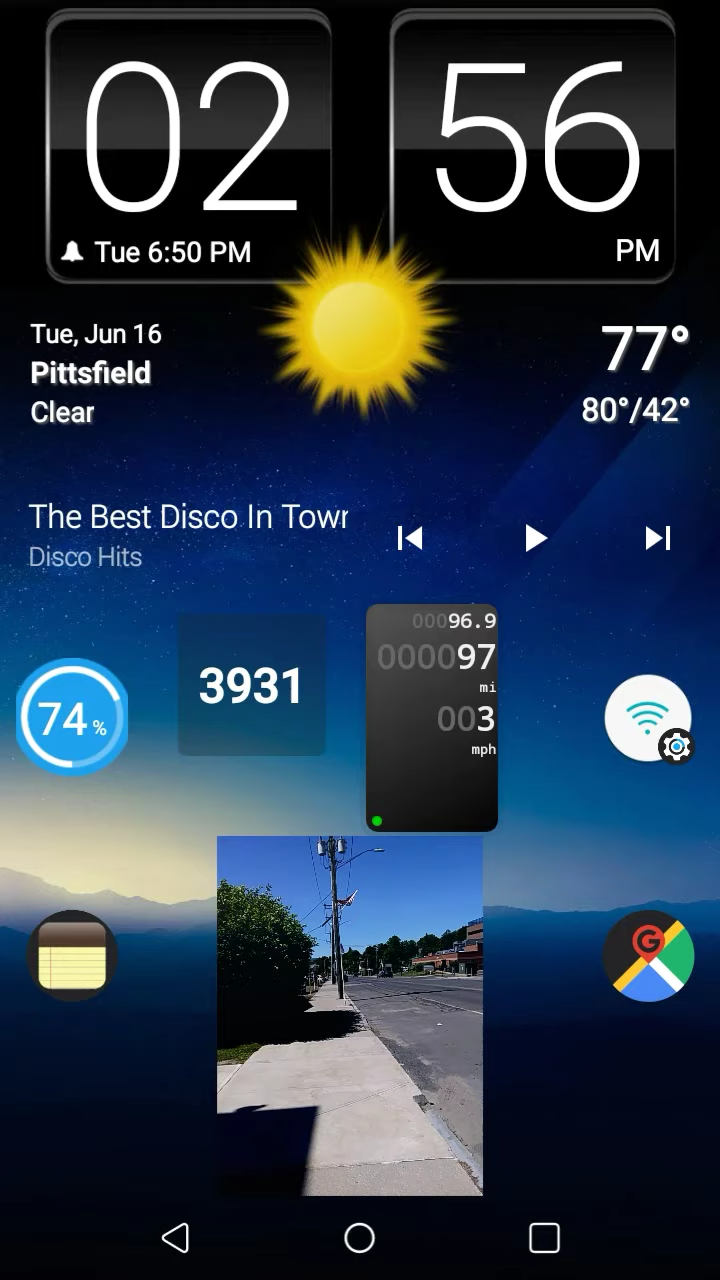 02 56
Tue 6:50 PM
PM
Tue, Jun 16
Pittsfield
Clear
77°
80°/42°
The Best Disco In Town
Disco Hits
74%
3931
00096.9
000097
mi
003
mph
G